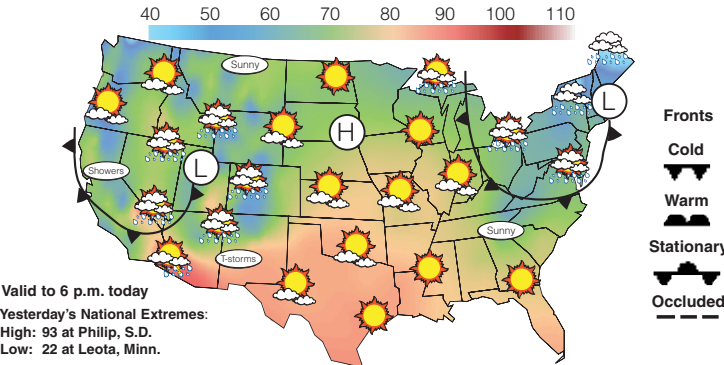 40 50 60 70 80 90 100 110
Sunny
L
Fronts
H
Cold
Showers
L
Warm
Sunny
Stationary
T-storms
Valid to 6 p.m. today
Occluded
Yesterday's National Extremes:
High: 93 at Philip, S.D.
Low: 22 at Leota, Minn.